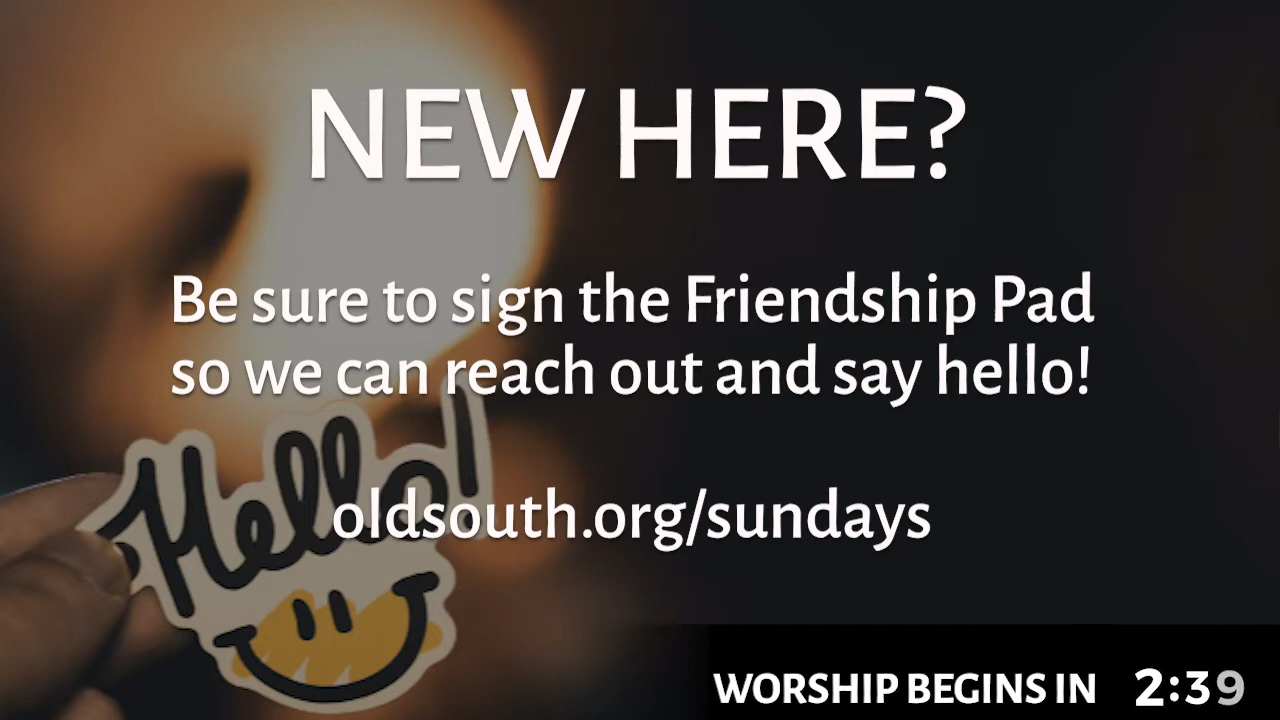 NEW HERE?
Be sure to sign the Friendship Pad
so we can reach out and say hello!
Hello!
oldsouth.org/sundays
WORSHIP BEGINS IN 2:39